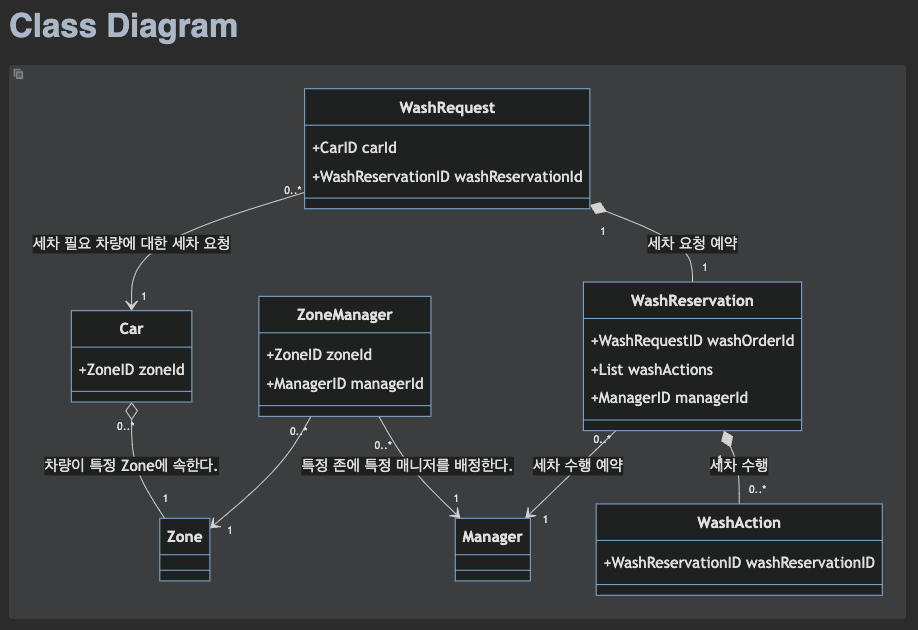 Class Diagram
WashRequest
+CarID carId
+WashReservationID washReservationId
0..*
1
세차 필요 차량에 대한 세차 요청
세차 요청 예약
1
1
Car
+ZoneID zoneId
ZoneManager
+ZoneID zoneId
+ManagerID managerId
WashReservation
+WashRequestID washOrderId
+List washActions
+ManagerID managerId
0..*
0..*
0..*
0..*
1
차량이 특정 Zone에 속한다.
특정 존에 특정 매니저를 배정한다.
세차 수행 예약
세차 수행
1
1
1
1
0..*
Zone
Manager
WashAction
+WashReservationID washReservationID